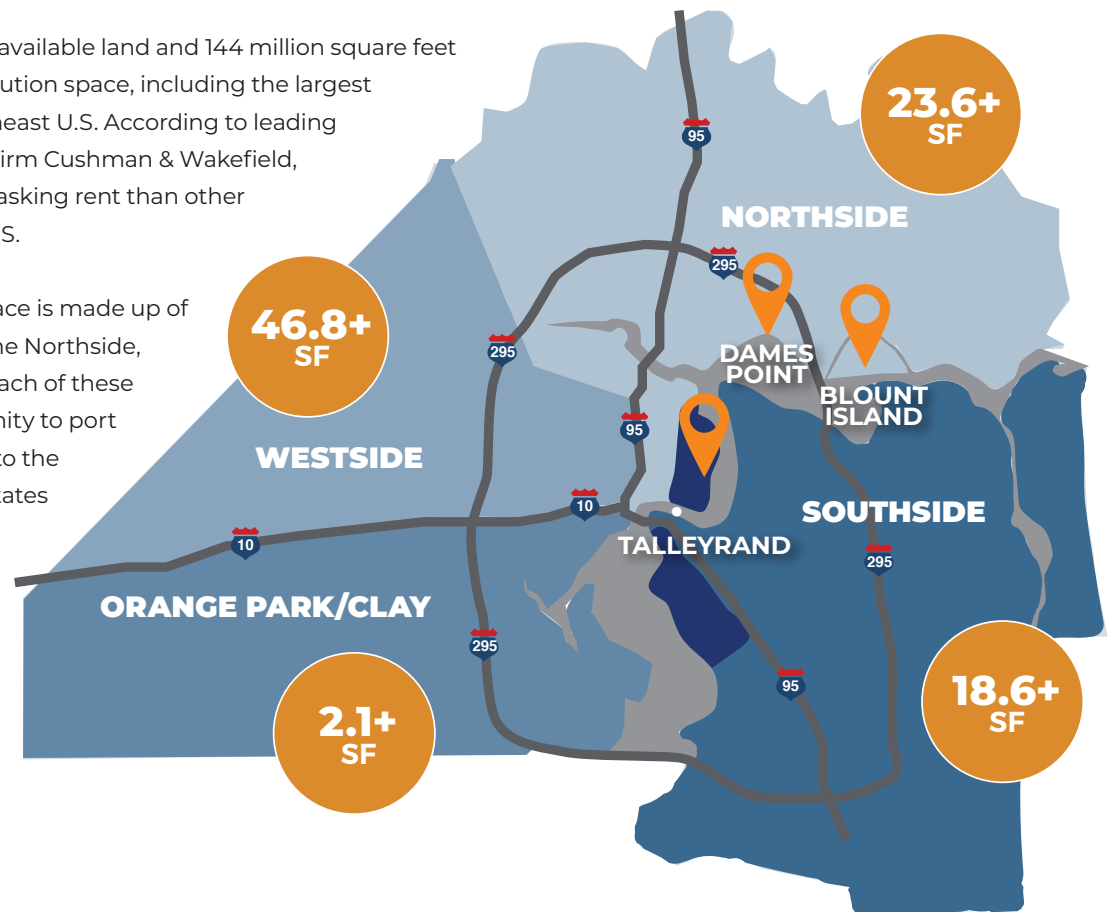 available land and 144 million square feet
ution space, including the largest
east U.S. According to leading
firm Cushman & Wakefield,
asking rent than other
S.
ace is made up of
he Northside,
ach of these
nity to port
to the
tates
23.6+
SF
95
NORTHSIDE
295
46.8+
SF
295
DAMES
POINT
BLOUNT
ISLAND
95
WESTSIDE
10
SOUTHSIDE
10
TALLEYRAND
295
ORANGE PARK/CLAY
295
95
18.6+
SF
2.1+
SF